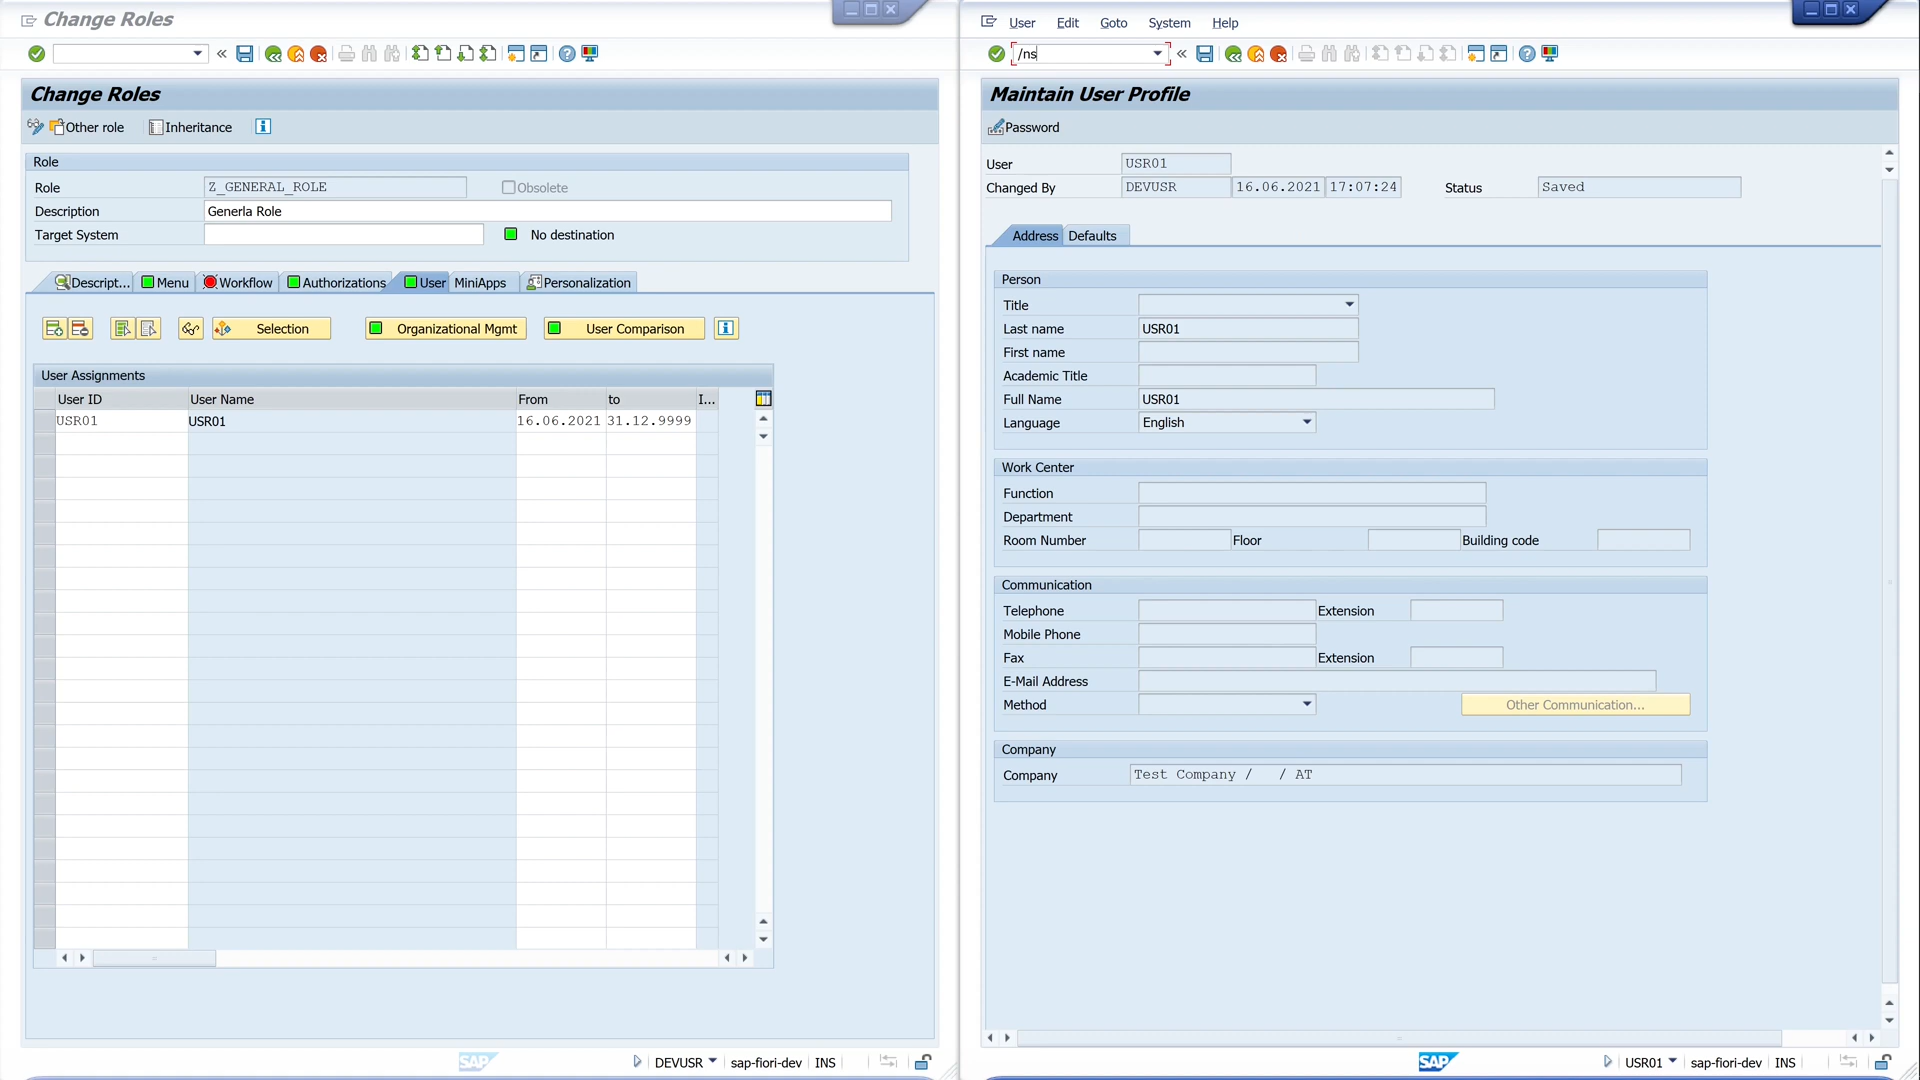 Change Roles
Change Roles
Other role Inheritance
Role
Role Z_GENERAL_ROLE Obsolete
Description Generla Role
Target System No destination
Descript... Menu Workflow Authorizations User MiniApps Personalization
Selection Organizational Mgmt User Comparison
User Assignments
User ID User Name From to I...
USR01 USR01 16.06.2021 31.12.9999
SAP DEVUSR sap-fiori-dev INS
User Edit Goto System Help
/ns
Maintain User Profile
Password
User USR01
Changed By DEVUSR 16.06.2021 17:07:24 Status Saved
Address Defaults
Person
Title
Last name USR01
First name
Academic Title
Full Name USR01
Language English
Work Center
Function
Department
Room Number Floor Building code
Communication
Telephone Extension
Mobile Phone
Fax Extension
E-Mail Address
Method Other Communication...
Company
Company Test Company / / AT
SAP USR01 sap-fiori-dev INS